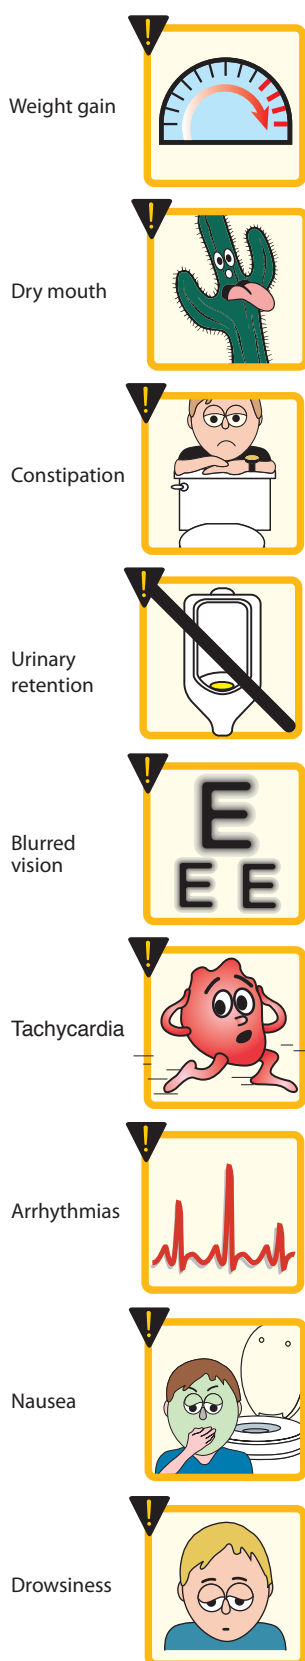 !
Weight gain
!
Dry mouth
!
Constipation
!
Urinary
retention
!
Blurred
vision
E
E E
!
Tachycardia
!
Arrhythmias
!
Nausea
!
Drowsiness